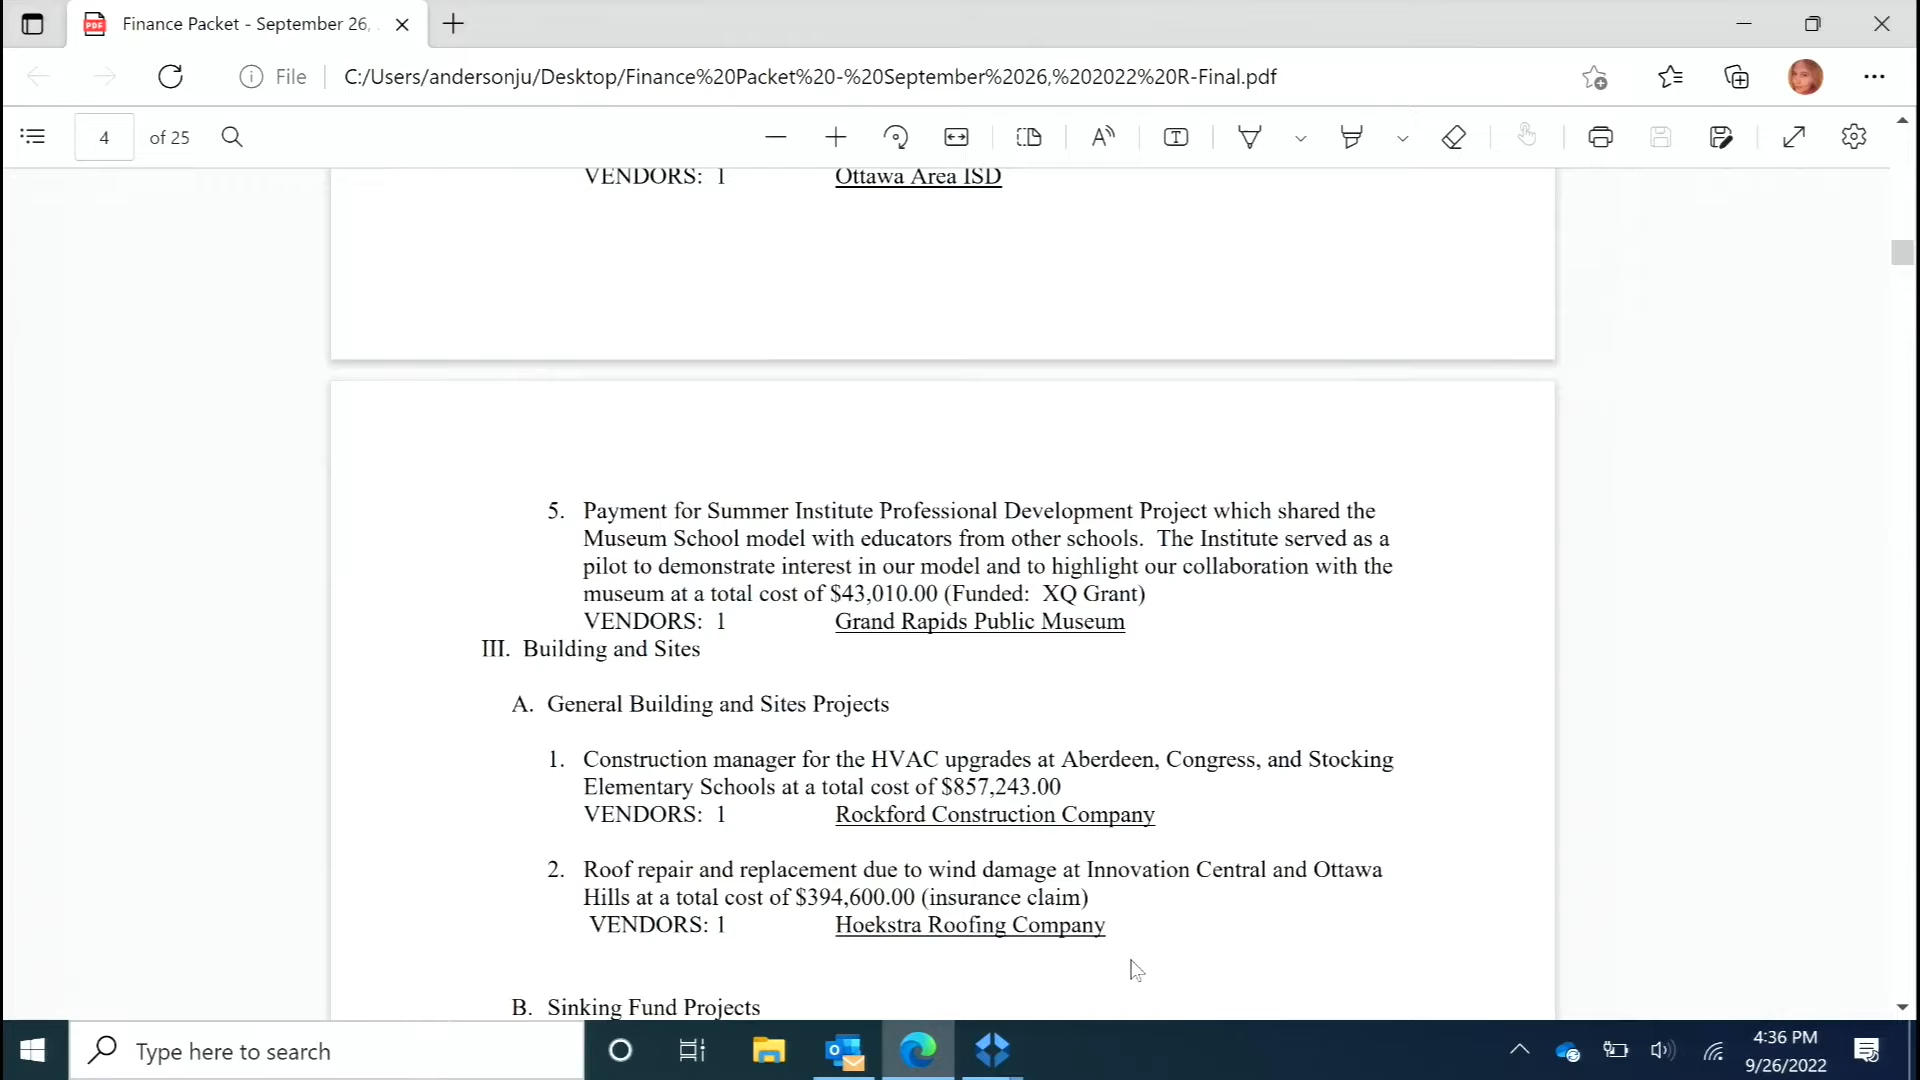 Finance Packet - September 26,
File
C:/Users/andersonju/Desktop/Finance%20Packet%20-%20September%2026,%202022%20R-Final.pdf
4 of 25
VENDORS: 1 Ottawa Area ISD
5. Payment for Summer Institute Professional Development Project which shared the
Museum School model with educators from other schools. The Institute served as a
pilot to demonstrate interest in our model and to highlight our collaboration with the
museum at a total cost of $43,010.00 (Funded: XQ Grant)
VENDORS: 1 Grand Rapids Public Museum
III. Building and Sites
A. General Building and Sites Projects
1. Construction manager for the HVAC upgrades at Aberdeen, Congress, and Stocking
Elementary Schools at a total cost of $857,243.00
VENDORS: 1 Rockford Construction Company
2. Roof repair and replacement due to wind damage at Innovation Central and Ottawa
Hills at a total cost of $394,600.00 (insurance claim)
VENDORS: 1 Hoekstra Roofing Company
B. Sinking Fund Projects
Type here to search
4:36 PM
9/26/2022